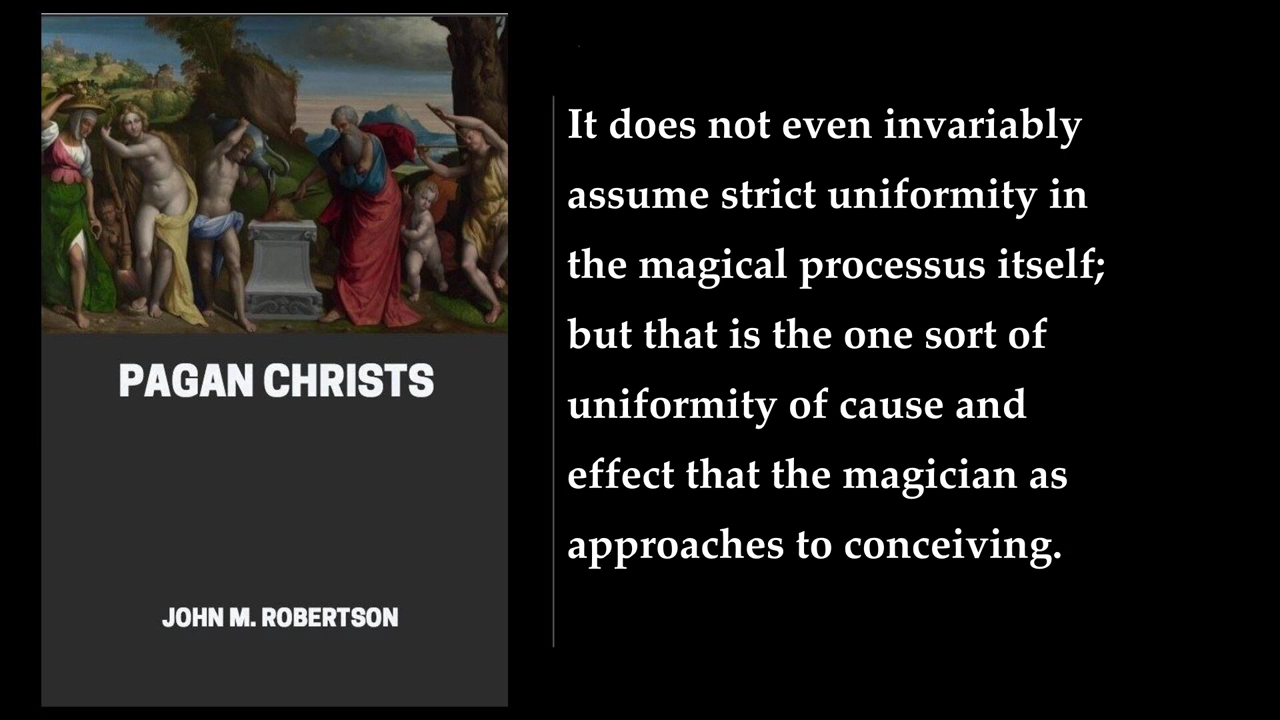 PAGAN CHRISTS
JOHN M. ROBERTSON
It does not even invariably
assume strict uniformity in
the magical processus itself;
but that is the one sort of
uniformity of cause and
effect that the magician as
approaches to conceiving.